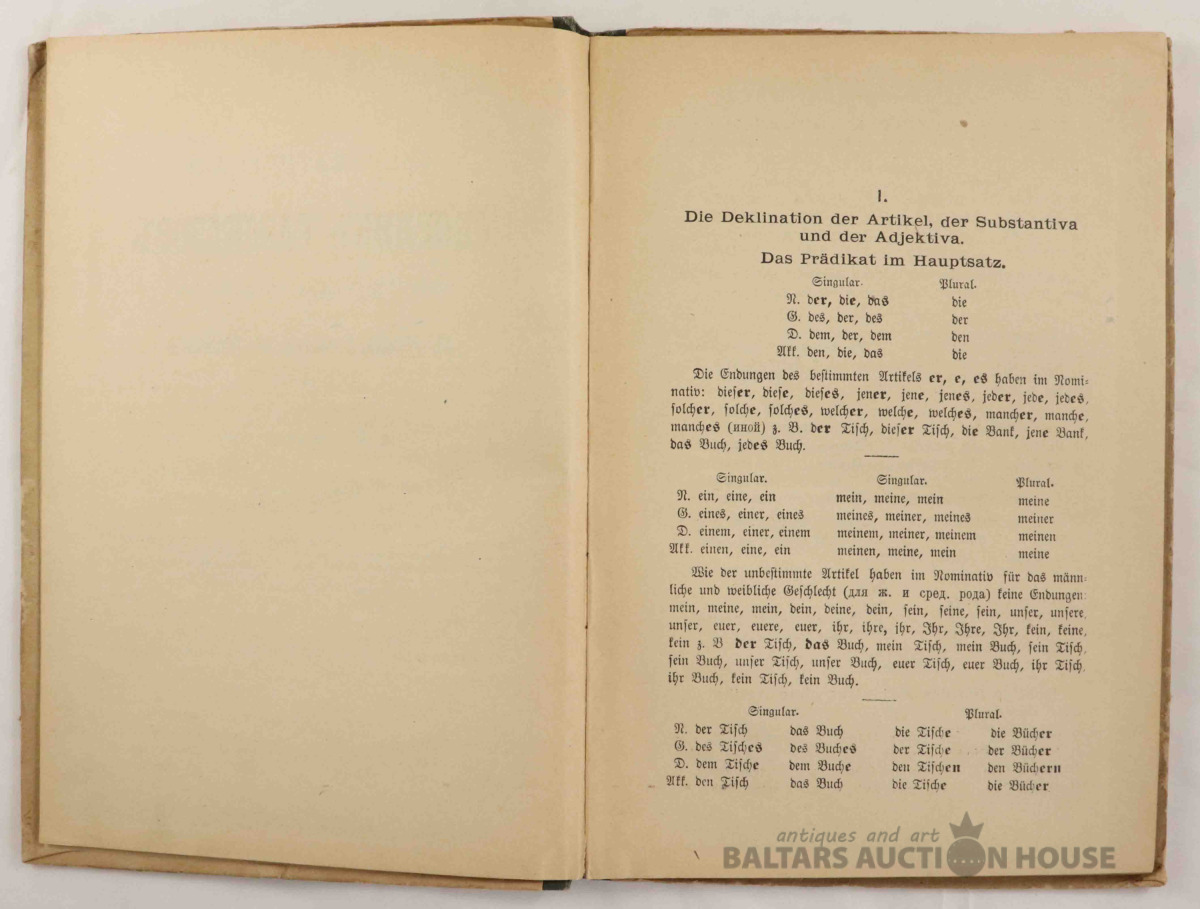 I.
Die Deklination der Artikel, der Substantiva
und der Adjektiva.
Das Prädikat im Hauptsatz.
Singular. Plural.
N. der, die, das die
G. des, der, des der
D. dem, der, dem den
Akk. den, die, das die
Die Endungen des bestimmten Artikels er, e, es haben im Nomi=
nativ: dieser, diese, dieses, jener, jene, jenes, jeder, jede, jedes,
solcher, solche, solches, welcher, welche, welches, mancher, manche,
manches (иной) z. B. der Tisch, dieser Tisch, die Bank, jene Bank,
das Buch, jedes Buch.
Singular. Singular. Plural.
N. ein, eine, ein mein, meine, mein meine
G. eines, einer, eines meines, meiner, meines meiner
D. einem, einer, einem meinem, meiner, meinem meinen
Akk. einen, eine, ein meinen, meine, mein meine
Wie der unbestimmte Artikel haben im Nominativ für das männ=
liche und weibliche Geschlecht (для ж. и сред. рода) keine Endungen:
mein, meine, mein, dein, deine, dein, sein, seine, sein, unser, unsere,
unser, euer, euere, euer, ihr, ihre, ihr, Ihr, Ihre, Ihr, kein, keine,
kein z. B der Tisch, das Buch, mein Tisch, mein Buch, sein Tisch,
sein Buch, unser Tisch, unser Buch, euer Tisch, euer Buch, ihr Tisch,
ihr Buch, kein Tisch, kein Buch.
Singular. Plural.
N. der Tisch das Buch die Tische die Bücher
G. des Tisches des Buches der Tische der Bücher
D. dem Tische dem Buche den Tischen den Büchern
Akk. den Tisch das Buch die Tische die Bücher
antiques and art
BALTARS AUCTION HOUSE